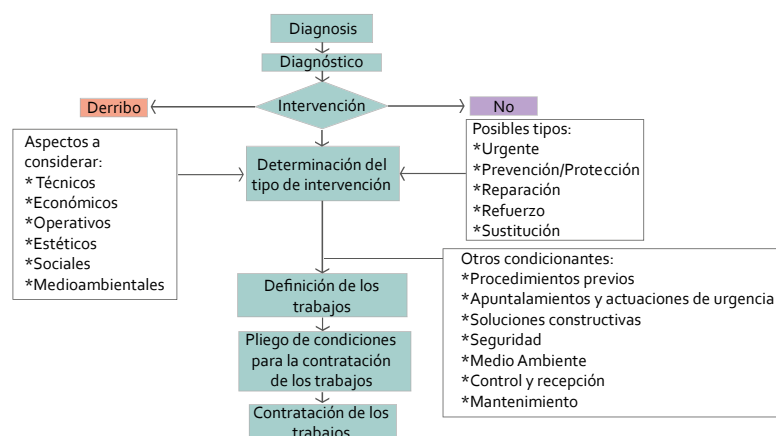 Diagnosis
Diagnóstico
Intervención
Derribo
No
Aspectos a
considerar:
* Técnicos
*Económicos
*Operativos
*Estéticos
*Sociales
*Medioambientales
Determinación del
tipo de intervención
Posibles tipos:
*Urgente
*Prevención/Protección
*Reparación
*Refuerzo
*Sustitución
Otros condicionantes:
*Procedimientos previos
*Apuntalamientos y actuaciones de urgencia
*Soluciones constructivas
*Seguridad
*Medio Ambiente
*Control y recepción
*Mantenimiento
Definición de los
trabajos
Pliego de condiciones
para la contratación
de los trabajos
Contratación de los
trabajos